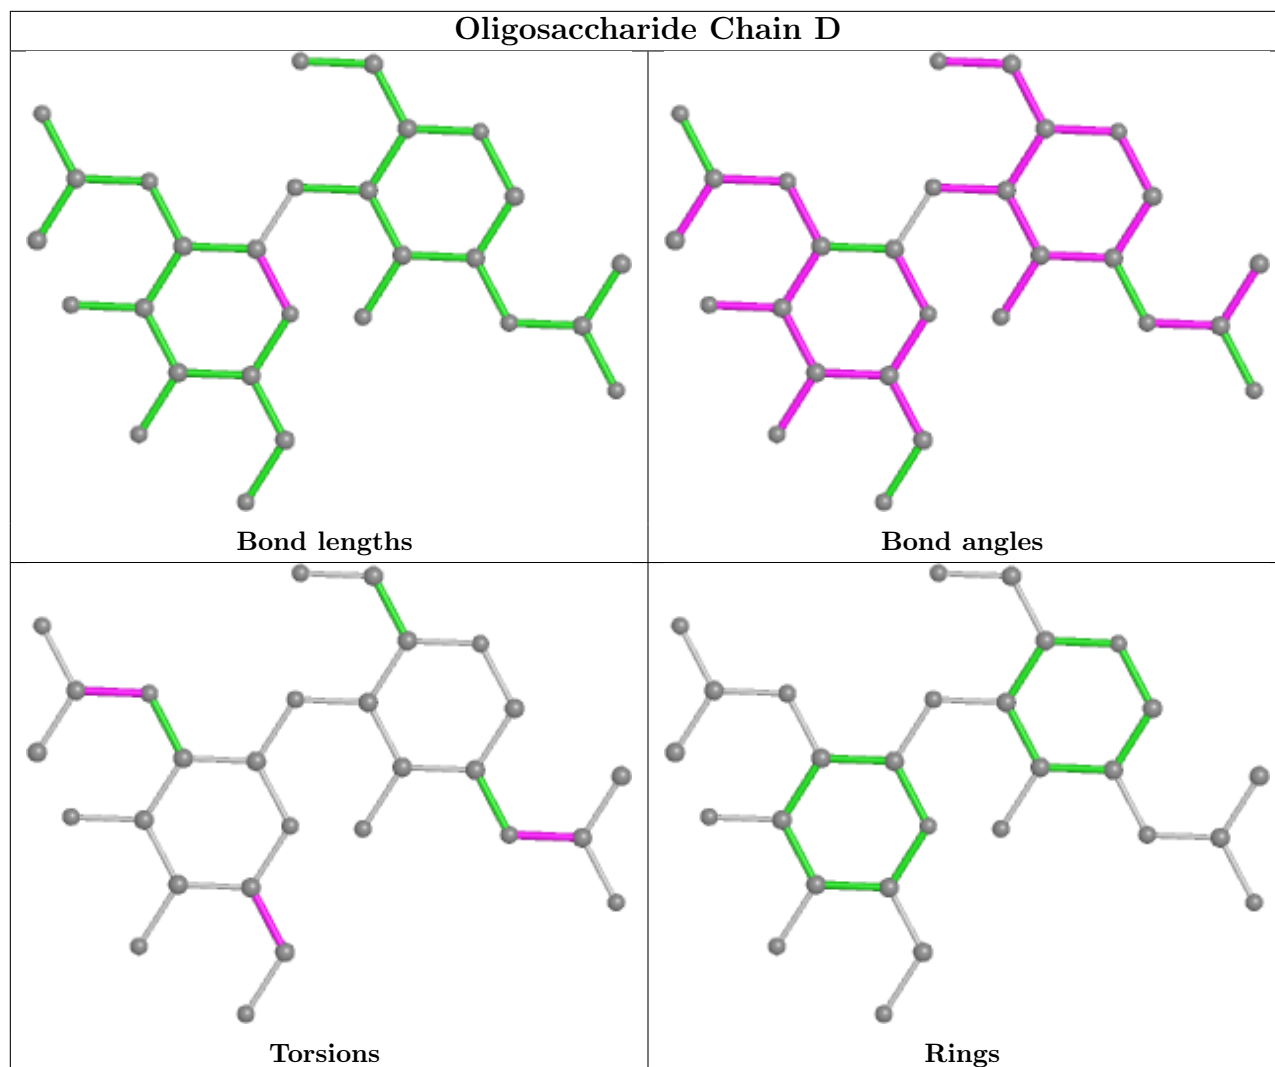 Oligosaccharide Chain D
Bond lengths
Bond angles
Torsions
Rings